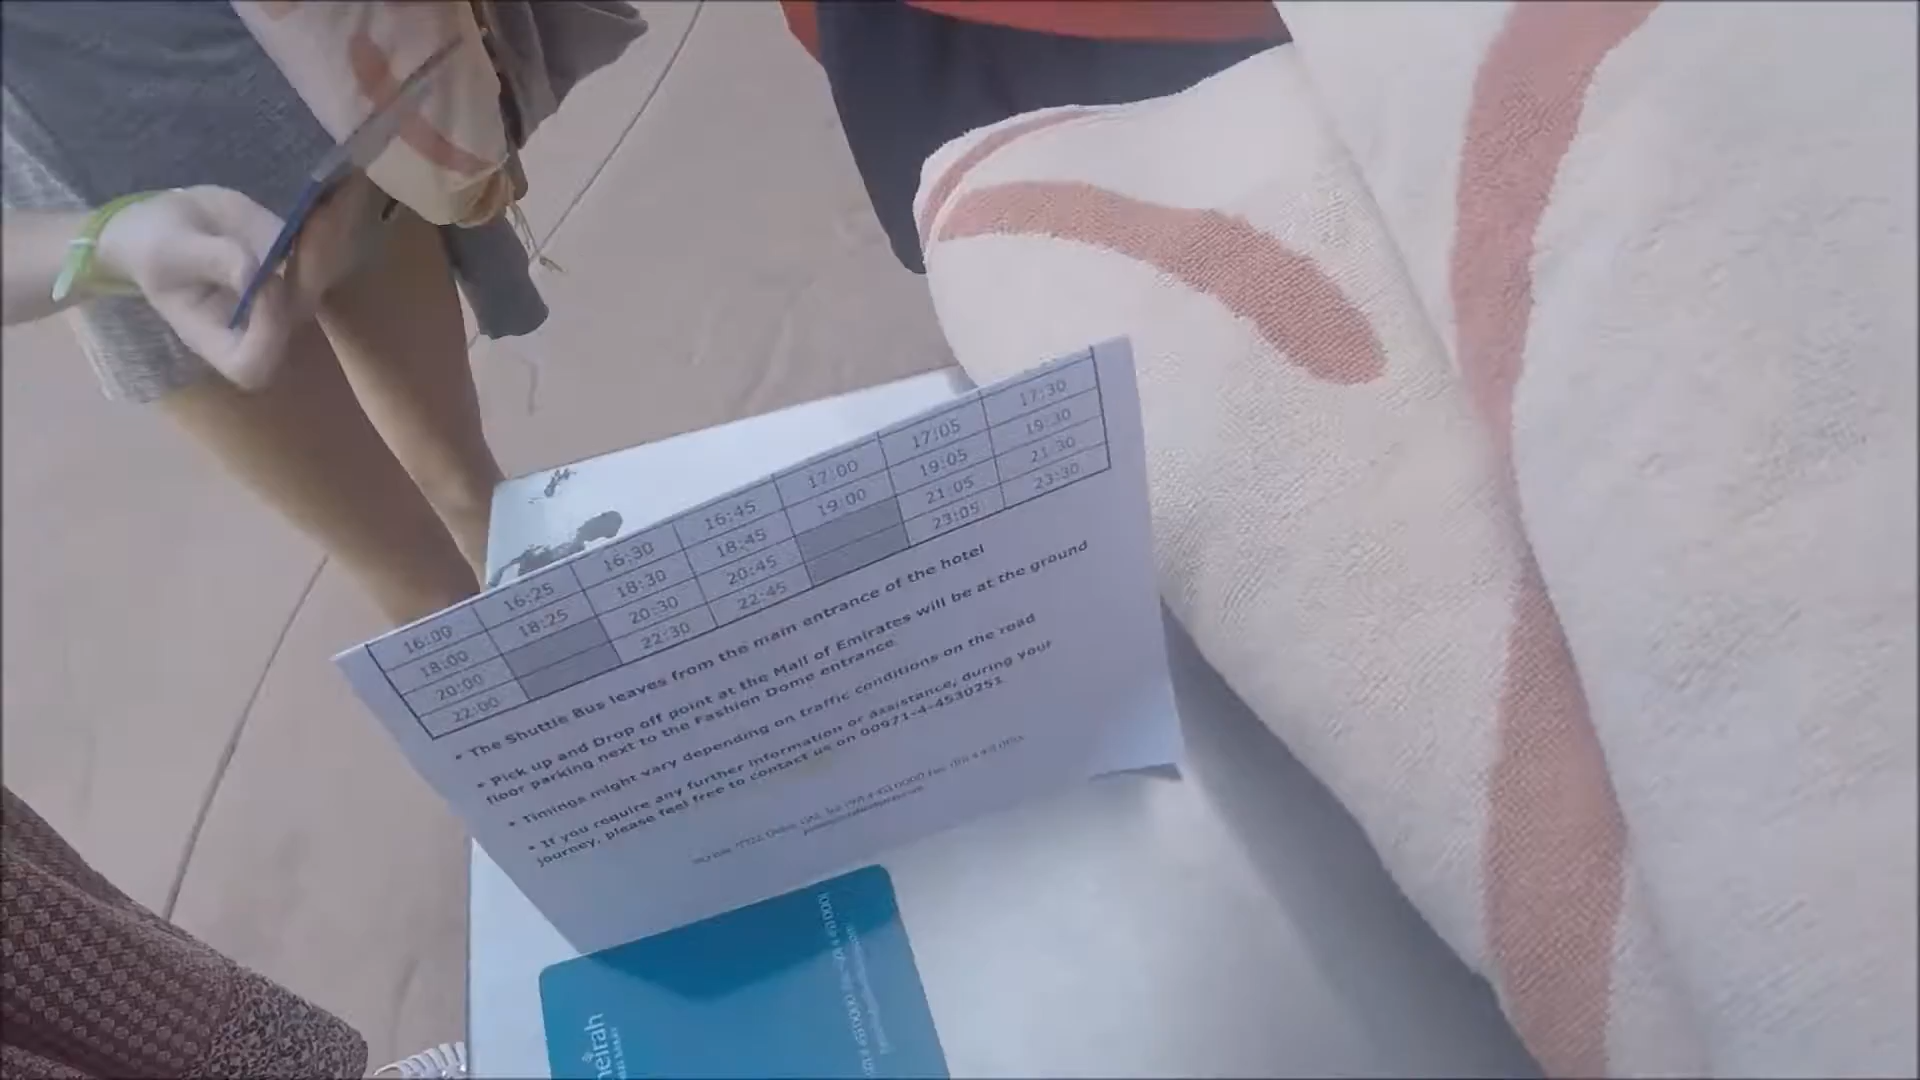 16:00 16:25 16:30 16:45 17:00 17:05 17:30
18:00 18:25 18:30 18:45 19:00 19:05 19:30
20:00 20:30 20:45 21:05 21:30
22:00 22:30 22:45 23:05 23:30
• The Shuttle Bus leaves from the main entrance of the hotel
• Pick up and Drop off point at the Mall of Emirates will be at the ground
floor parking next to the Fashion Dome entrance.
• Timings might vary depending on traffic conditions on the road
• If you require any further information or assistance, during your
journey, please feel free to contact us on 00971-4-4530251
meirah